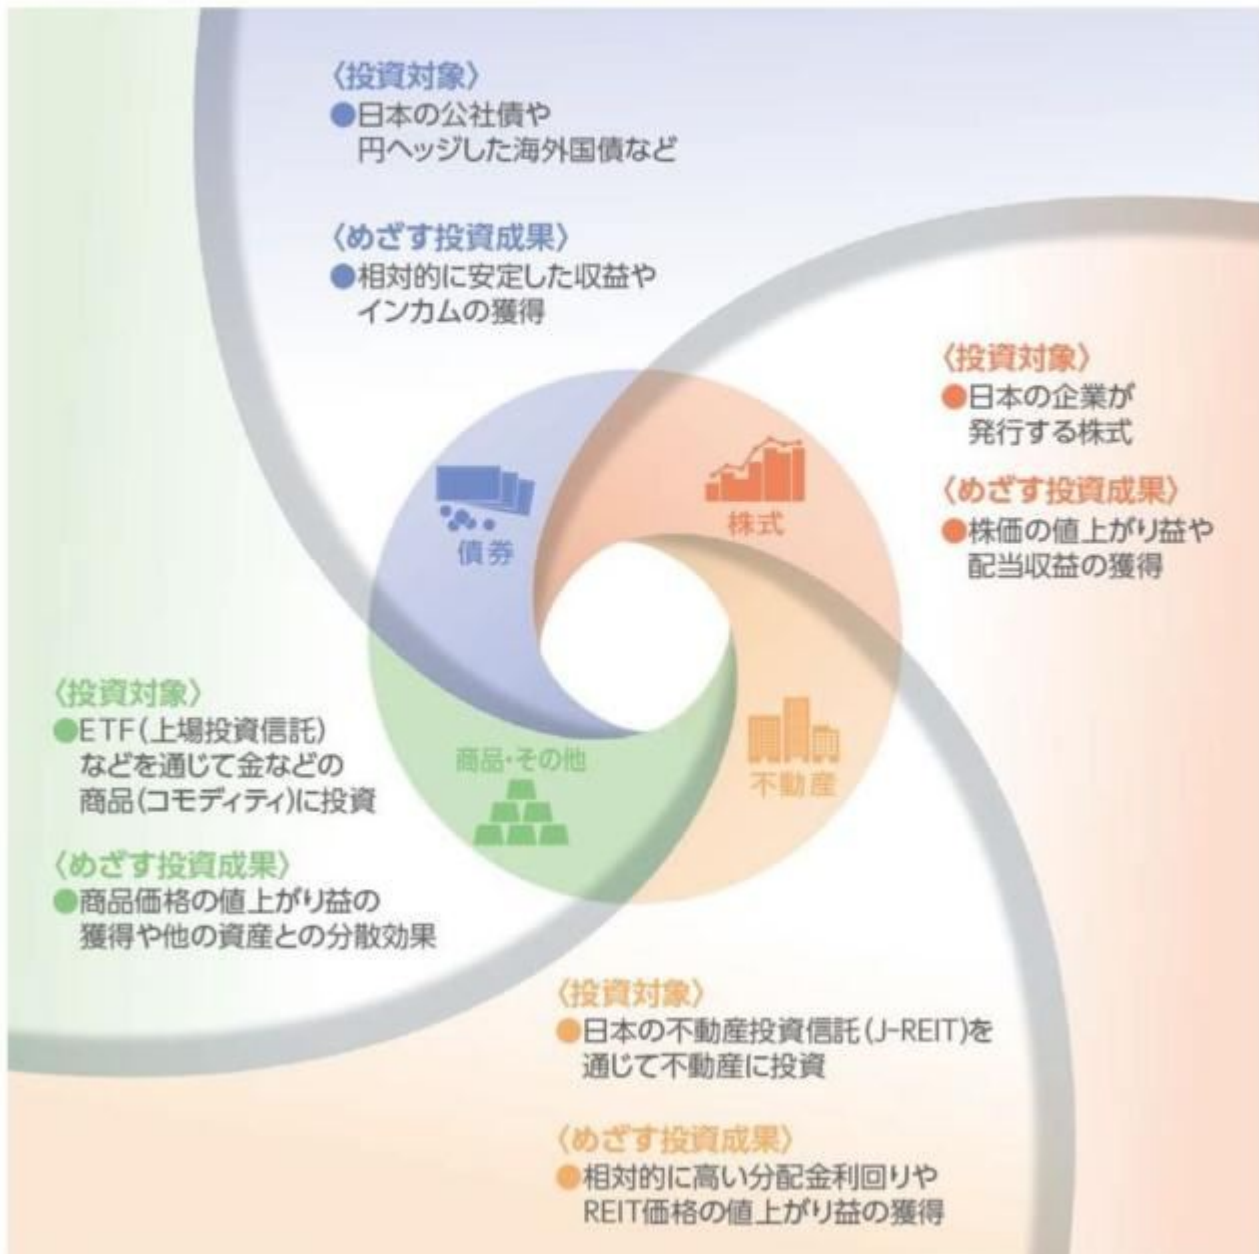 〈投資対象〉
●日本の公社債や
円ヘッジした海外国債など
〈めざす投資成果〉
●相対的に安定した収益や
インカムの獲得
〈投資対象〉
●日本の企業が
発行する株式
〈めざす投資成果〉
●株価の値上がり益や
配当収益の獲得
債券
株式
〈投資対象〉
●ETF(上場投資信託)
などを通じて金などの
商品(コモディティ)に投資
〈めざす投資成果〉
●商品価格の値上がり益の
獲得や他の資産との分散効果
商品・その他
不動産
〈投資対象〉
●日本の不動産投資信託(J-REIT)を
通じて不動産に投資
〈めざす投資成果〉
●相対的に高い分配金利回りや
REIT価格の値上がり益の獲得